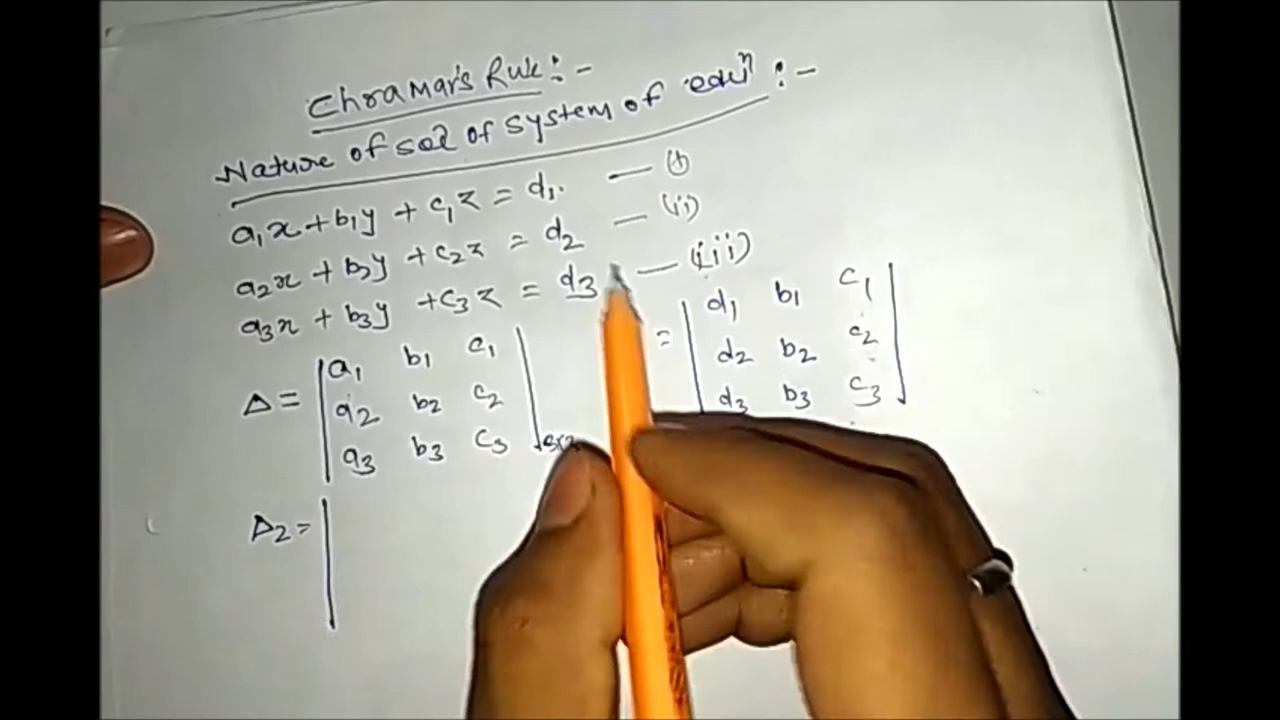 Chramar's Rule :-
Nature of sol of system of equⁿ :-
a₁x + b₁y + c₁z = d₁. — (i)
a₂x + b₂y + c₂z = d₂ — (ii)
a₃x + b₃y + c₃z = d₃ — (iii)
Δ = | a₁ b₁ c₁ | = | d₁ b₁ c₁ |
| a₂ b₂ c₂ | | d₂ b₂ c₂ |
| a₃ b₃ c₃ | | d₃ b₃ c₃ |
Δ₂ = |